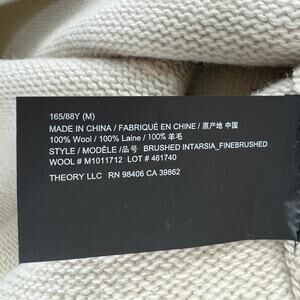 165/88Y (M)
MADE IN CHINA / FABRIQUÉ EN CHINE / 原产地 中国
100% Wool / 100% Laine / 100% 羊毛
STYLE / MODÈLE /品号 BRUSHED INTARSIA_FINEBRUSHED
WOOL # M1011712 LOT # 461740
THEORY LLC RN 98406 CA 39862